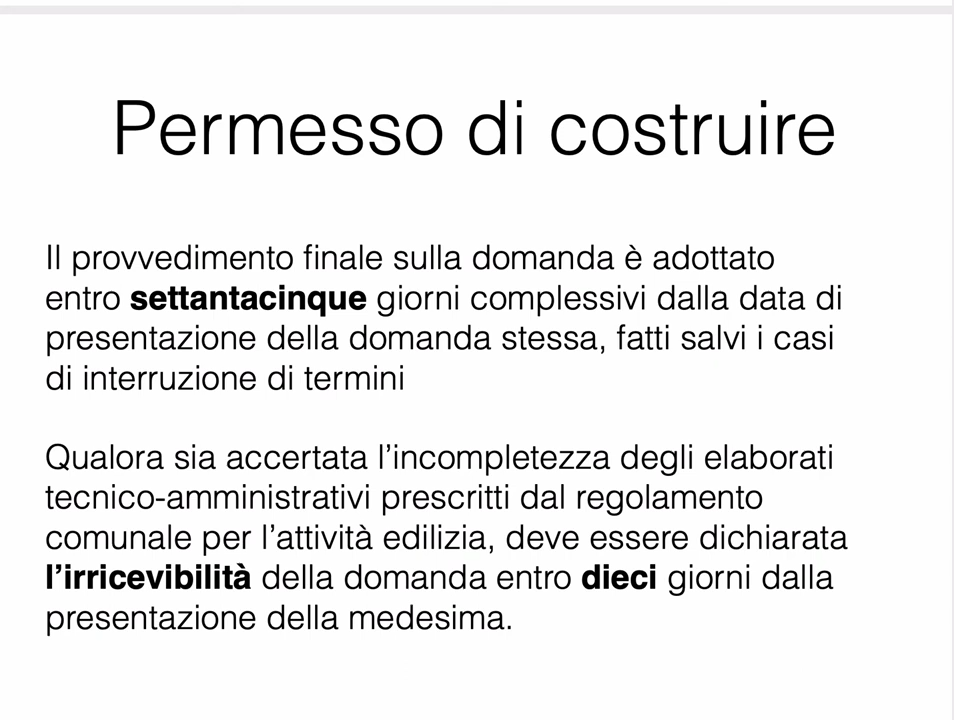 Permesso di costruire
Il provvedimento finale sulla domanda è adottato
entro settantacinque giorni complessivi dalla data di
presentazione della domanda stessa, fatti salvi i casi
di interruzione di termini
Qualora sia accertata l’incompletezza degli elaborati
tecnico-amministrativi prescritti dal regolamento
comunale per l’attività edilizia, deve essere dichiarata
l’irricevibilità della domanda entro dieci giorni dalla
presentazione della medesima.